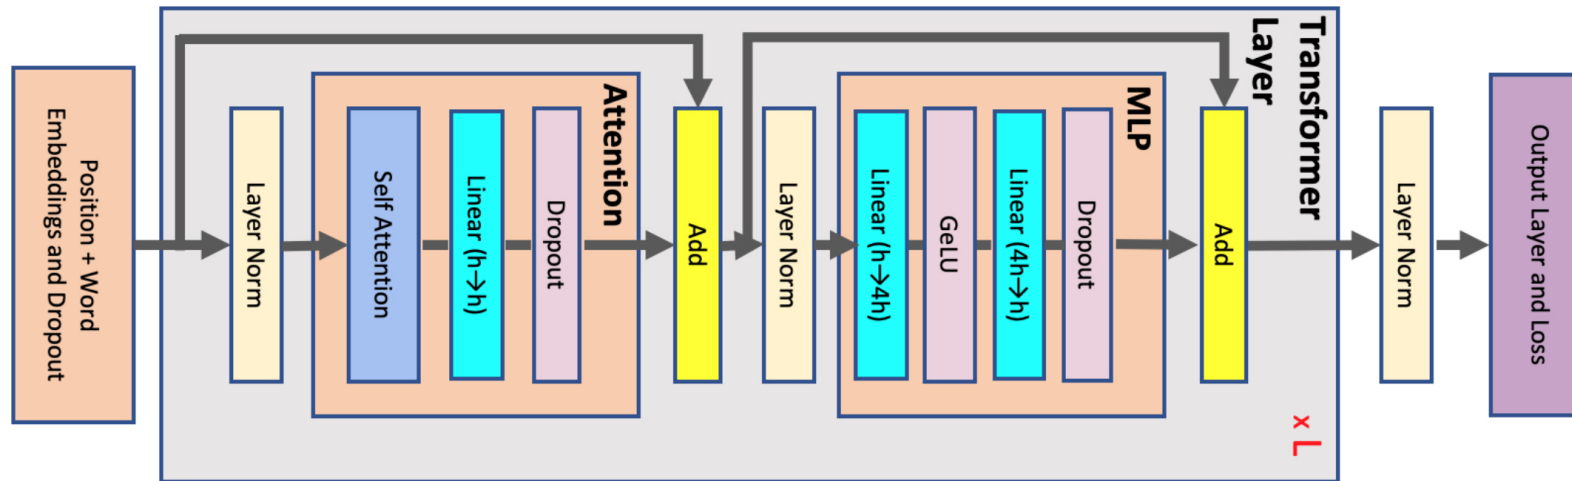 Position + Word
Embeddings and Dropout
Layer Norm
Attention
Self Attention
Linear (h→h)
Dropout
Add
Layer Norm
MLP
Linear (h→4h)
GeLU
Linear (4h→h)
Dropout
Add
Transformer
Layer
x L
Layer Norm
Output Layer and Loss